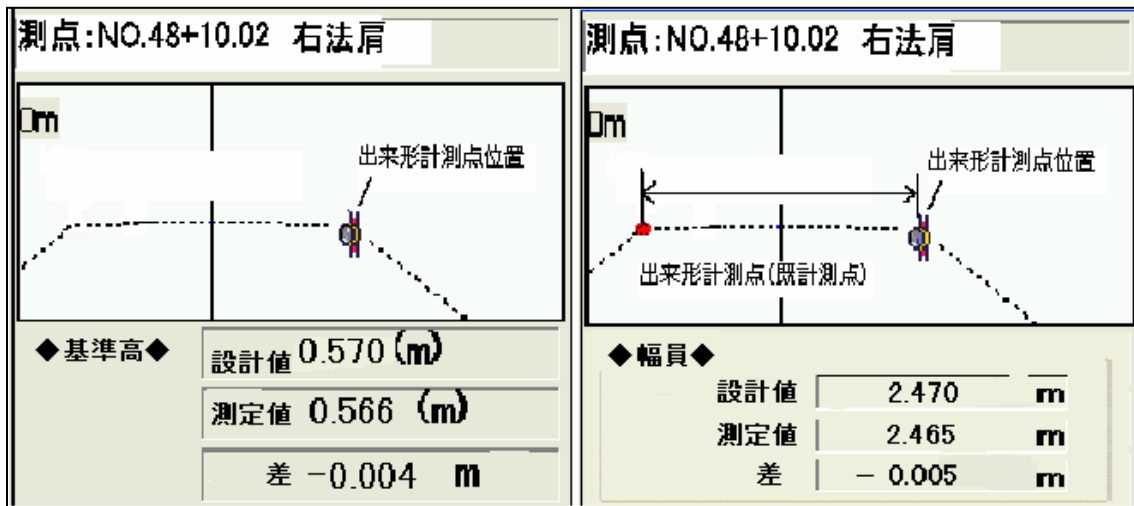 測点:NO.48+10.02 右法肩
0m
出来形計測点位置
◆基準高◆
設計値 0.570 (m)
測定値 0.566 (m)
差 -0.004 m
測点:NO.48+10.02 右法肩
0m
出来形計測点位置
出来形計測点(既計測点)
◆幅員◆
設計値 2.470 m
測定値 2.465 m
差 - 0.005 m